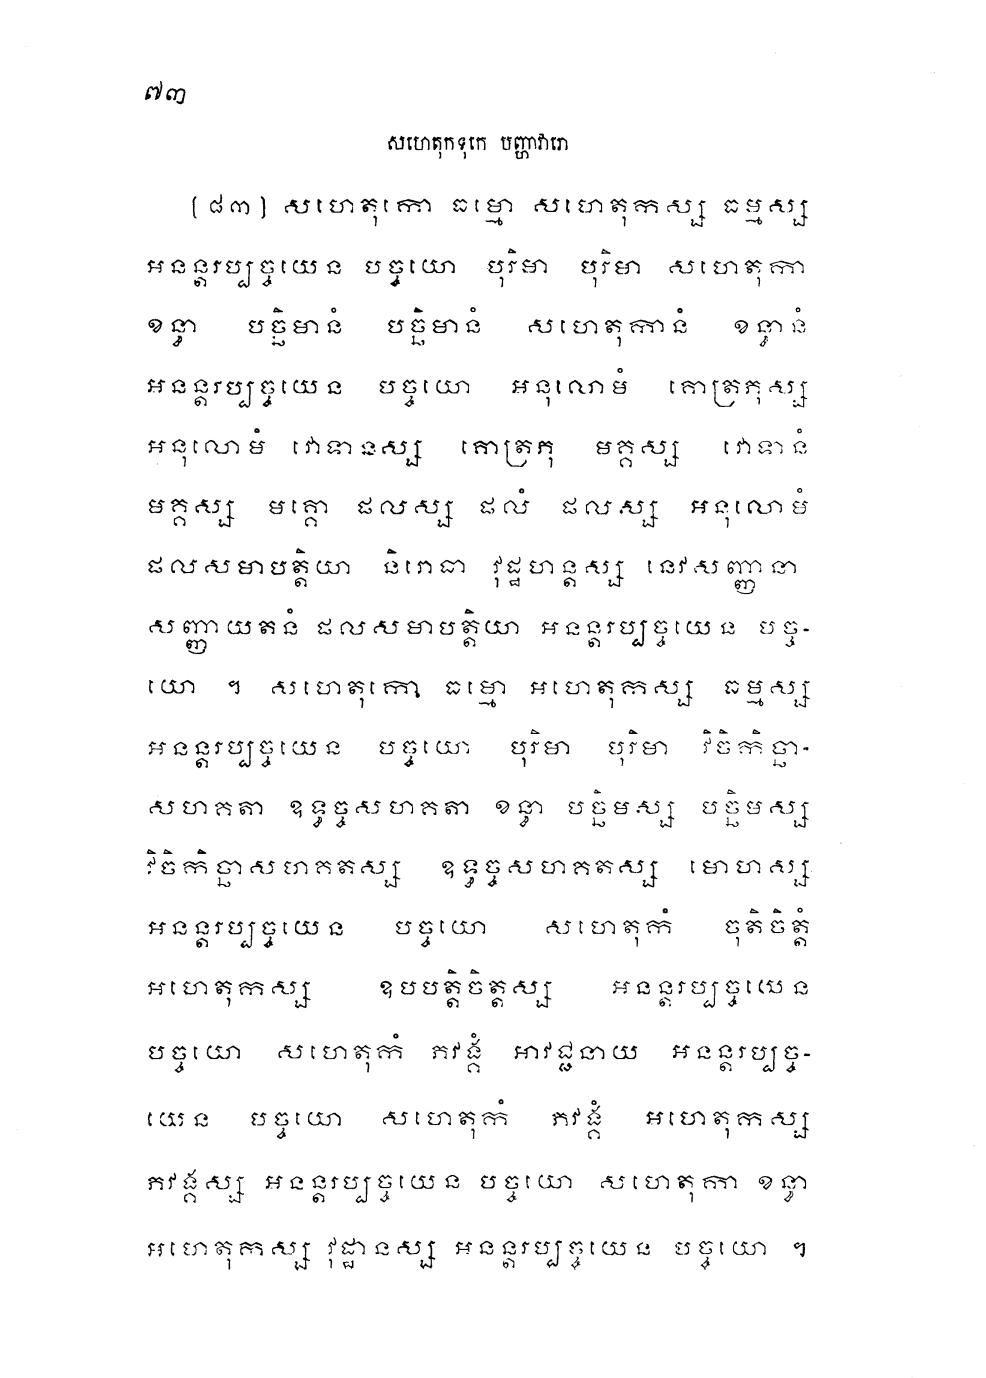 ៧៣
សហេតុកទុកេ បញ្ហាវារោ
[៨៣] សហេតុកោ ធម្មោ សហេតុកស្ស ធម្មស្ស
អនន្តរប្បច្ចយេន បច្ចយោ បុរិមា បុរិមា សហេតុកា
ខន្ធា បច្ឆិមានំ បច្ឆិមានំ សហេតុកានំ ខន្ធានំ
អនន្តរប្បច្ចយេន បច្ចយោ អនុលោមំ គោត្រភុស្ស
អនុលោមំ វោទានស្ស គោត្រភុ មគ្គស្ស វោទានំ
មគ្គស្ស មគ្គោ ផលស្ស ផលំ ផលស្ស អនុលោមំ
ផលសមាបត្តិយា និរោធា វុដ្ឋហន្តស្ស នេវសញ្ញានា
សញ្ញាយតនំ ផលសមាបត្តិយា អនន្តរប្បច្ចយេន បច្ច-
យោ ។ សហេតុកោ ធម្មោ អហេតុកស្ស ធម្មស្ស
អនន្តរប្បច្ចយេន បច្ចយោ បុរិមា បុរិមា វិចិកិច្ឆា-
សហគតា ឧទ្ធច្ចសហគតា ខន្ធា បច្ឆិមស្ស បច្ឆិមស្ស
វិចិកិច្ឆាសហគតស្ស ឧទ្ធច្ចសហគតស្ស មោហស្ស
អនន្តរប្បច្ចយេន បច្ចយោ សហេតុកំ ចុតិចិត្តំ
អហេតុកស្ស ឧបបត្តិចិត្តស្ស អនន្តរប្បច្ចយេន
បច្ចយោ សហេតុកំ ភវង្គំ អាវជ្ជនាយ អនន្តរប្បច្ច-
យេន បច្ចយោ សហេតុកំ ភវង្គំ អហេតុកស្ស
ភវង្គស្ស អនន្តរប្បច្ចយេន បច្ចយោ សហេតុកា ខន្ធា
អហេតុកស្ស វុដ្ឋានស្ស អនន្តរប្បច្ចយេន បច្ចយោ ។